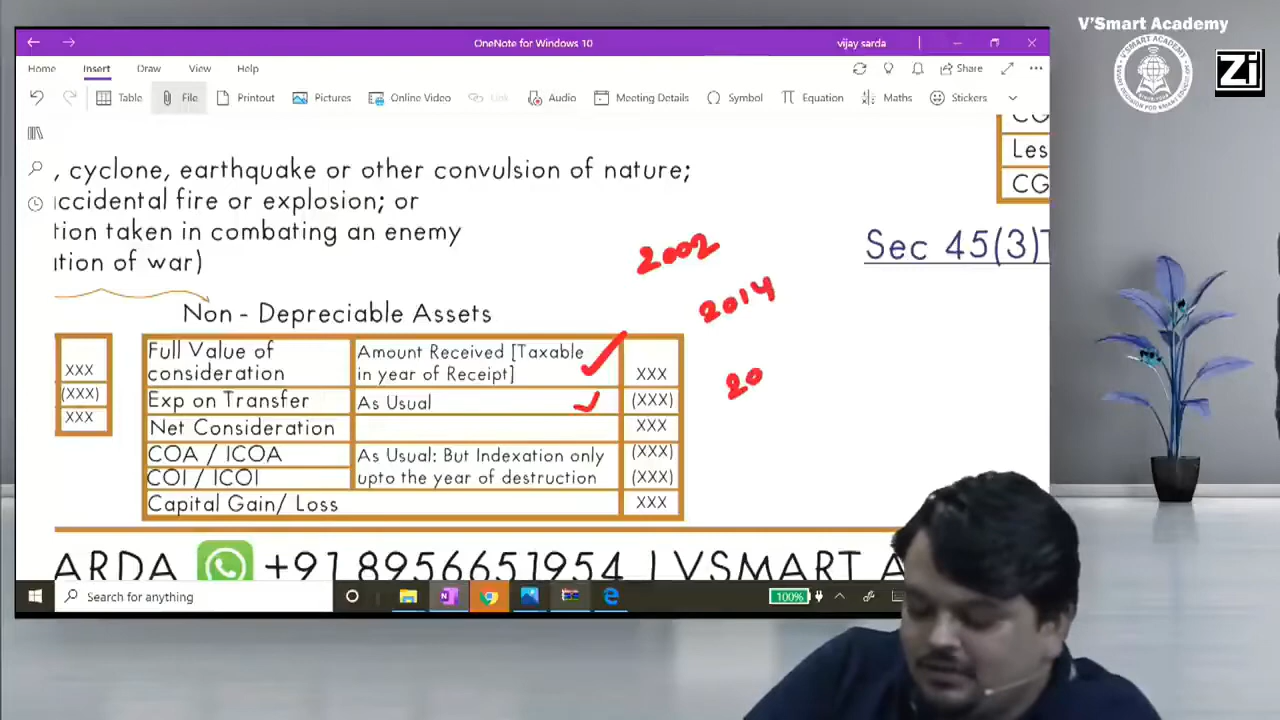 V'Smart Academy
OneNote for Windows 10
vijay sarda
Home Insert Draw View Help
Share
Table File Printout Pictures Online Video Link Audio Meeting Details Symbol Equation Maths Stickers
Zi
, cyclone, earthquake or other convulsion of nature;
ccidental fire or explosion; or
tion taken in combating an enemy
ition of war)
Les
CG
Sec 45(3)
2002
2014
20
Non - Depreciable Assets
XXX
(XXX)
XXX
Full Value of consideration Amount Received [Taxable in year of Receipt] XXX
Exp on Transfer As Usual (XXX)
Net Consideration XXX
COA / ICOA As Usual: But Indexation only (XXX)
COI / ICOI upto the year of destruction (XXX)
Capital Gain/ Loss XXX
ARDA +91 8956651954 | VSMART A
Search for anything
100%